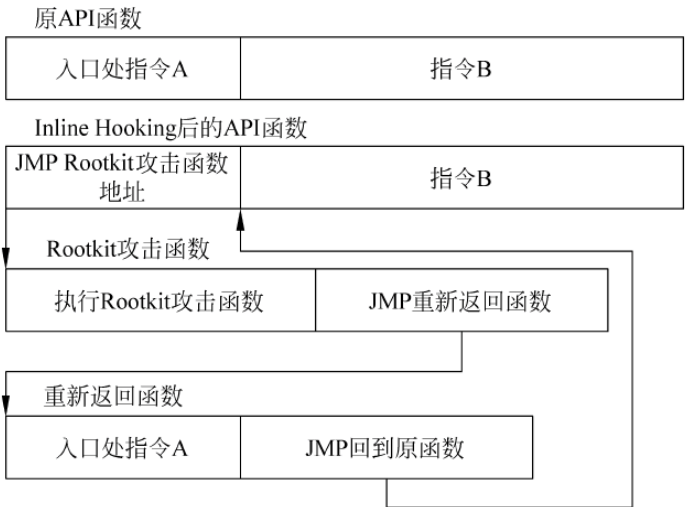 原API函数
入口处指令A
指令B
Inline Hooking后的API函数
JMP Rootkit攻击函数
地址
指令B
Rootkit攻击函数
执行Rootkit攻击函数
JMP重新返回函数
重新返回函数
入口处指令A
JMP回到原函数